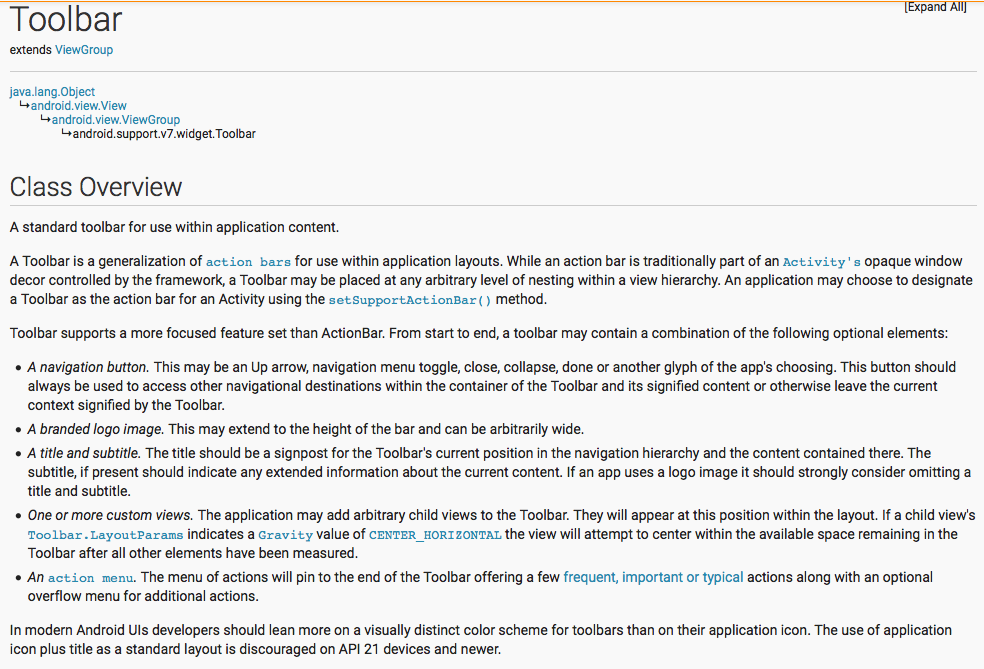 [Expand All]
Toolbar
extends ViewGroup
java.lang.Object
↳android.view.View
↳android.view.ViewGroup
↳android.support.v7.widget.Toolbar
Class Overview
A standard toolbar for use within application content.
A Toolbar is a generalization of action bars for use within application layouts. While an action bar is traditionally part of an Activity's opaque window
decor controlled by the framework, a Toolbar may be placed at any arbitrary level of nesting within a view hierarchy. An application may choose to designate
a Toolbar as the action bar for an Activity using the setSupportActionBar() method.
Toolbar supports a more focused feature set than ActionBar. From start to end, a toolbar may contain a combination of the following optional elements:
• A navigation button. This may be an Up arrow, navigation menu toggle, close, collapse, done or another glyph of the app's choosing. This button should
always be used to access other navigational destinations within the container of the Toolbar and its signified content or otherwise leave the current
context signified by the Toolbar.
• A branded logo image. This may extend to the height of the bar and can be arbitrarily wide.
• A title and subtitle. The title should be a signpost for the Toolbar's current position in the navigation hierarchy and the content contained there. The
subtitle, if present should indicate any extended information about the current content. If an app uses a logo image it should strongly consider omitting a
title and subtitle.
• One or more custom views. The application may add arbitrary child views to the Toolbar. They will appear at this position within the layout. If a child view's
Toolbar.LayoutParams indicates a Gravity value of CENTER_HORIZONTAL the view will attempt to center within the available space remaining in the
Toolbar after all other elements have been measured.
• An action menu. The menu of actions will pin to the end of the Toolbar offering a few frequent, important or typical actions along with an optional
overflow menu for additional actions.
In modern Android UIs developers should lean more on a visually distinct color scheme for toolbars than on their application icon. The use of application
icon plus title as a standard layout is discouraged on API 21 devices and newer.